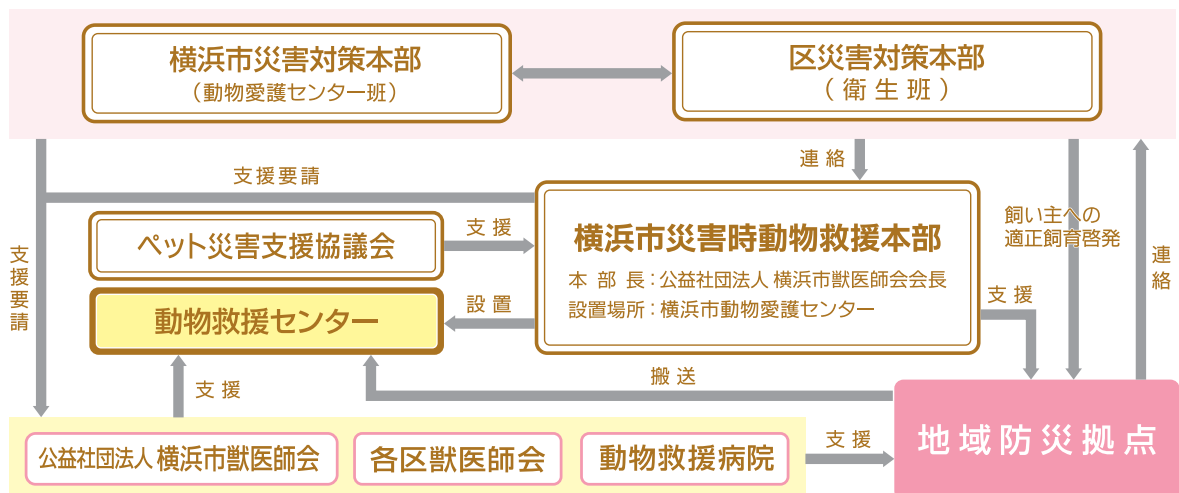 横浜市災害対策本部
（動物愛護センター班）
区災害対策本部
（衛生班）
連絡
支援要請
飼い主への
適正飼育啓発
連絡
支援要請
ペット災害支援協議会
支援
横浜市災害時動物救援本部
本部長：公益社団法人 横浜市獣医師会会長
設置場所：横浜市動物愛護センター
支援
動物救援センター
設置
支援
搬送
公益社団法人 横浜市獣医師会
各区獣医師会
動物救援病院
支援
地域防災拠点